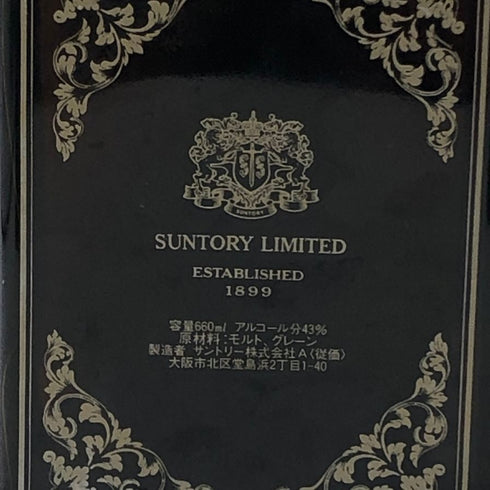 SUNTORY
SUNTORY LIMITED
ESTABLISHED
1899
容量660ml アルコール分43%
原材料:モルト、グレーン
製造者 サントリー株式会社A〈従価〉
大阪市北区堂島浜2丁目1-40